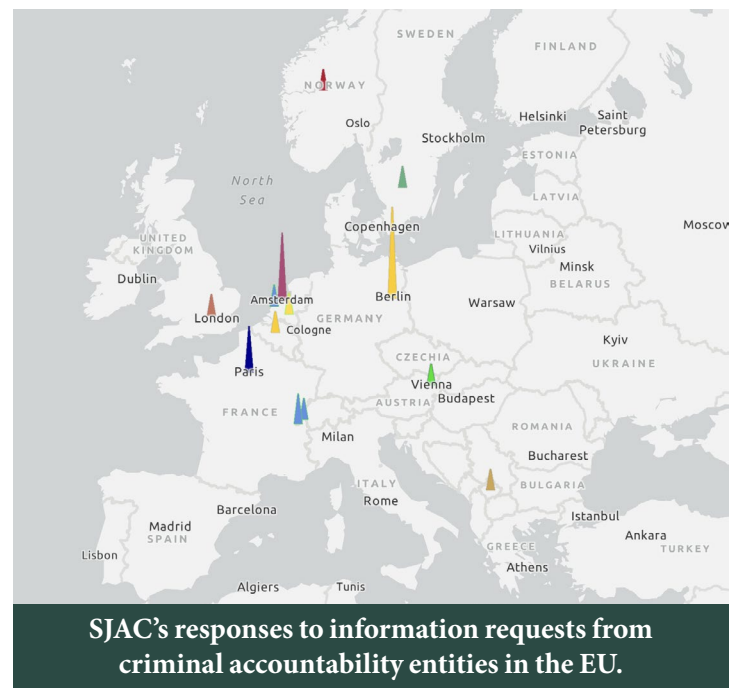 SWEDEN
FINLAND
NORWAY
Oslo
Helsinki
Saint
Petersburg
Stockholm
ESTONIA
North
Sea
LATVIA
Copenhagen
Moscow
LITHUANIA
UNITED
KINGDOM
Vilnius
Minsk
BELARUS
Dublin
Amsterdam
Berlin
Warsaw
London
GERMANY
Cologne
Kyiv
UKRAINE
CZECHIA
Paris
Vienna
Budapest
AUSTRIA
FRANCE
ROMANIA
Milan
Bucharest
ITALY
BULGARIA
Rome
Barcelona
Istanbul
Madrid
SPAIN
Ankara
TURKEY
GREECE
Lisbon
Athens
Algiers
Tunis
SJAC’s responses to information requests from
criminal accountability entities in the EU.